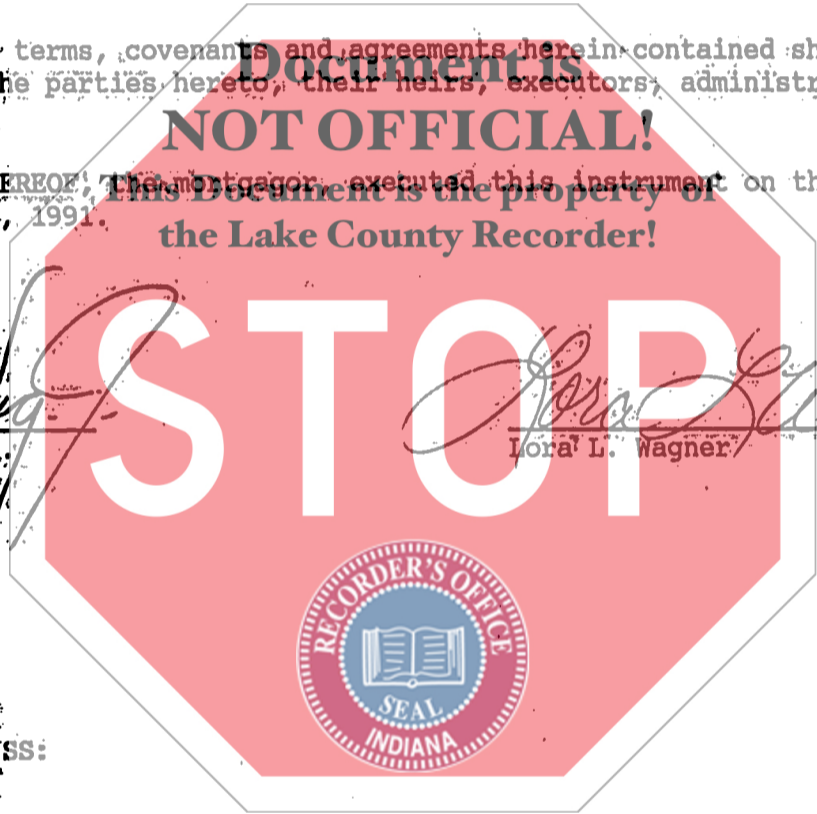 terms, covenants and agreements herein contained sh
he parties hereto, their heirs, executors, administr
Document is
NOT OFFICIAL!
EREOF, the mortgagor, executed this instrument on th
This Document is the property of
, 1991.
the Lake County Recorder!
STOP
Lora L. Wagner
RECORDER'S OFFICE
SEAL
INDIANA
SS: